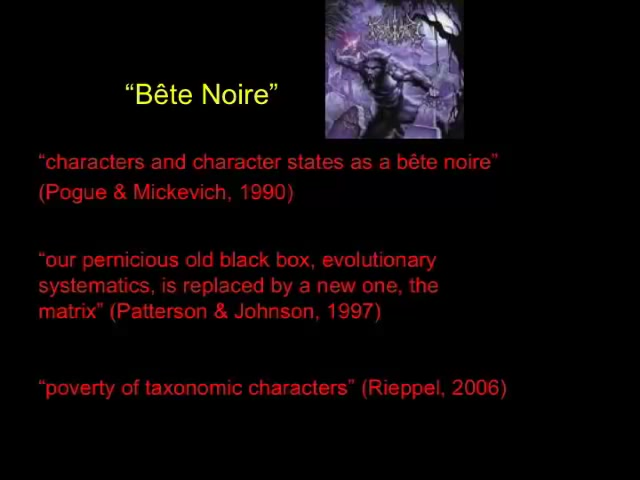 “Bête Noire”
“characters and character states as a bête noire”
(Pogue & Mickevich, 1990)
“our pernicious old black box, evolutionary
systematics, is replaced by a new one, the
matrix” (Patterson & Johnson, 1997)
“poverty of taxonomic characters” (Rieppel, 2006)